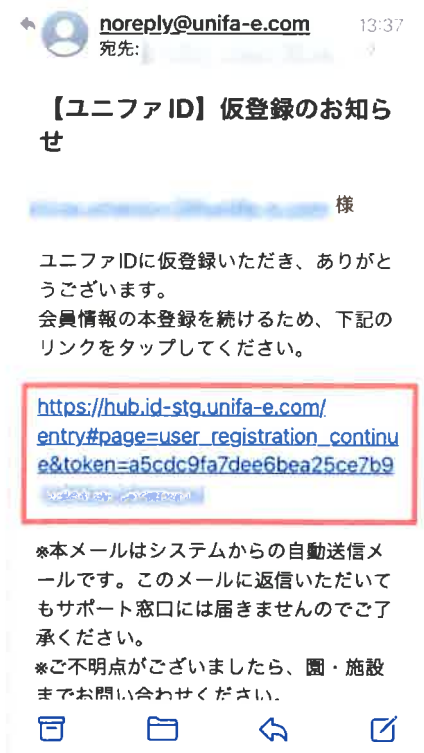 noreply@unifa-e.com
13:37
宛先:
【ユニファID】仮登録のお知ら
せ
様
ユニファIDに仮登録いただき、ありがと
うございます。
会員情報の本登録を続けるため、下記の
リンクをタップしてください。
https://hub.id-stg.unifa-e.com/
entry#page=user_registration_continu
e&token=a5cdc9fa7dee6bea25ce7b9
※本メールはシステムからの自動送信メ
ールです。このメールに返信いただいて
もサポート窓口には届きませんのでご了
承ください。
※ご不明点がございましたら、園・施設
までお問い合わせください。